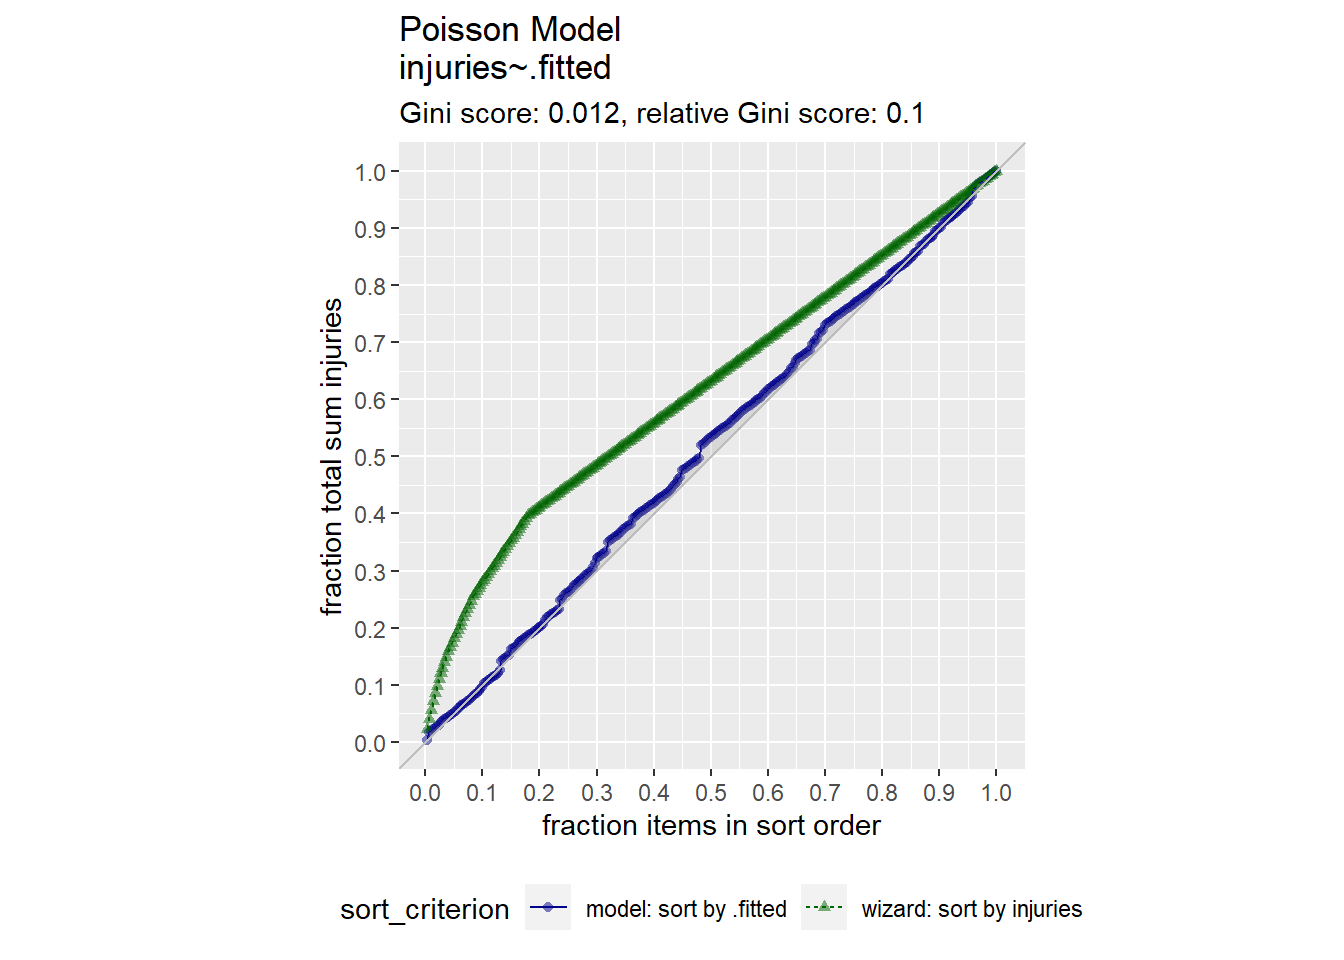 Poisson Model
injuries~.fitted
Gini score: 0.012, relative Gini score: 0.1
fraction total sum injuries
1.0
0.9
0.8
0.7
0.6
0.5
0.4
0.3
0.2
0.1
0.0
0.0 0.1 0.2 0.3 0.4 0.5 0.6 0.7 0.8 0.9 1.0
fraction items in sort order
sort_criterion model: sort by .fitted wizard: sort by injuries